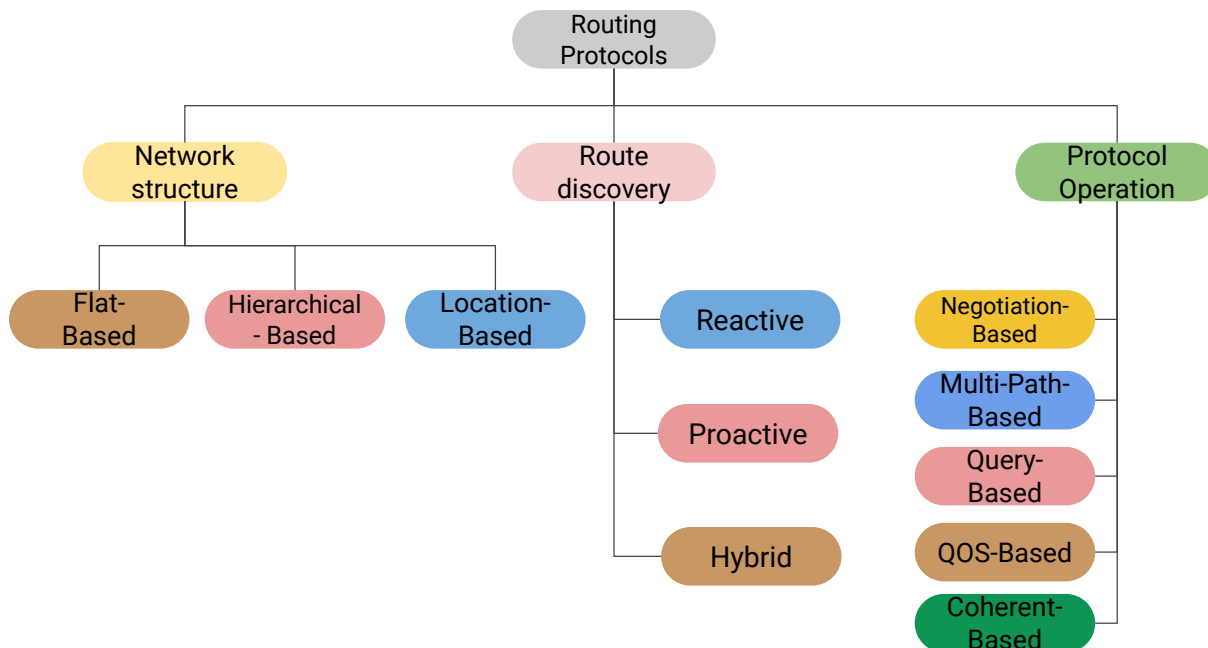 Routing
Protocols
Network
structure
Route
discovery
Protocol
Operation
Flat-
Based
Hierarchical
- Based
Location-
Based
Reactive
Proactive
Hybrid
Negotiation-
Based
Multi-Path-
Based
Query-
Based
QOS-Based
Coherent-
Based